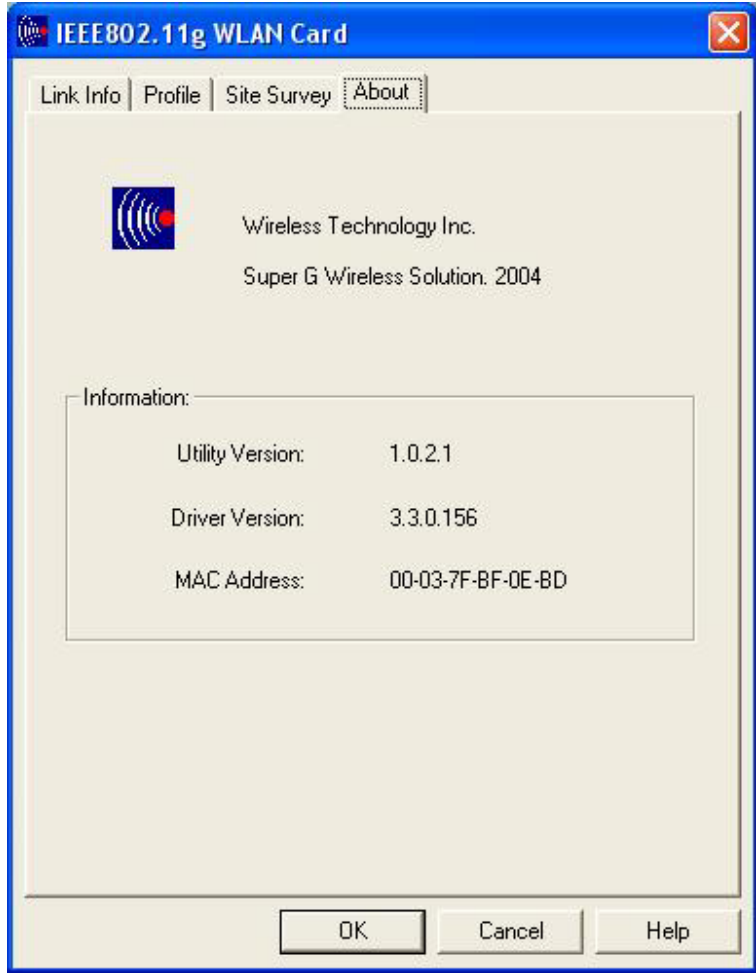 IEEE802.11g WLAN Card
Link Info Profile Site Survey About
Wireless Technology Inc.
Super G Wireless Solution. 2004
Information:
Utility Version: 1.0.2.1
Driver Version: 3.3.0.156
MAC Address: 00-03-7F-BF-0E-BD
OK Cancel Help